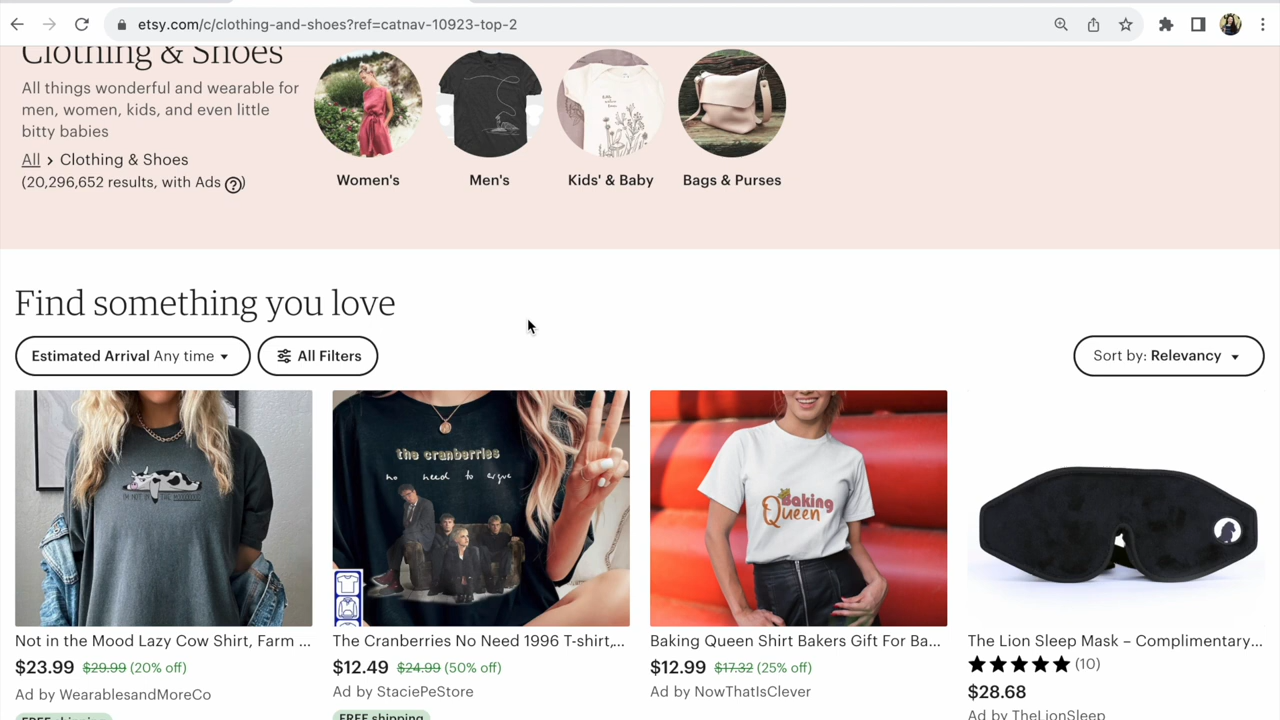 etsy.com/c/clothing-and-shoes?ref=catnav-10923-top-2
Clothing & Shoes
All things wonderful and wearable for
men, women, kids, and even little
bitty babies
All > Clothing & Shoes
(20,296,652 results, with Ads ?)
Women's
Men's
Kids' & Baby
Bags & Purses
Find something you love
Estimated Arrival Any time
All Filters
Sort by: Relevancy
I'M NOT IN THE MOOOOOD
the cranberries
no need to argue
Baking
Queen
Not in the Mood Lazy Cow Shirt, Farm ...
$23.99 $29.99 (20% off)
Ad by WearablesandMoreCo
FREE shipping
The Cranberries No Need 1996 T-shirt,...
$12.49 $24.99 (50% off)
Ad by StaciePeStore
FREE shipping
Baking Queen Shirt Bakers Gift For Ba...
$12.99 $17.32 (25% off)
Ad by NowThatIsClever
The Lion Sleep Mask – Complimentary...
(10)
$28.68
Ad by TheLionSleep